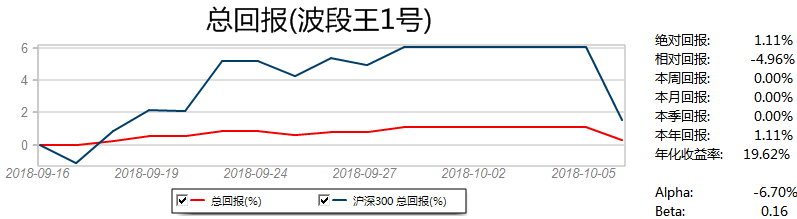 总回报(波段王1号)
6
4
2
0
2018-09-16 2018-09-19 2018-09-24 2018-09-27 2018-10-02 2018-10-05
总回报(%) 沪深300 总回报(%)
绝对回报: 1.11%
相对回报: -4.96%
本周回报: 0.00%
本月回报: 0.00%
本季回报: 0.00%
本年回报: 1.11%
年化收益率: 19.62%
Alpha: -6.70%
Beta: 0.16